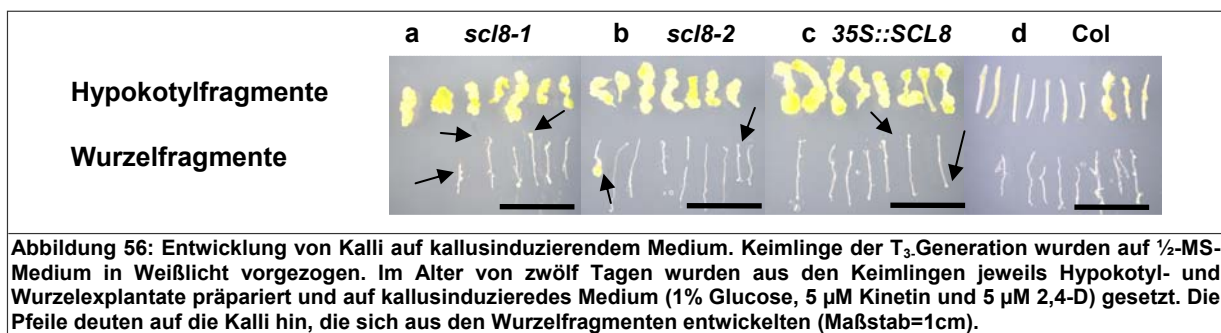 a scl8-1 b scl8-2 c 35S::SCL8 d Col
Hypokotylfragmente
Wurzelfragmente
Abbildung 56: Entwicklung von Kalli auf kallusinduzierendem Medium. Keimlinge der T3-Generation wurden auf ½-MS-
Medium in Weißlicht vorgezogen. Im Alter von zwölf Tagen wurden aus den Keimlingen jeweils Hypokotyl- und
Wurzelexplantate präpariert und auf kallusinduzieredes Medium (1% Glucose, 5 µM Kinetin und 5 µM 2,4-D) gesetzt. Die
Pfeile deuten auf die Kalli hin, die sich aus den Wurzelfragmenten entwickelten (Maßstab=1cm).